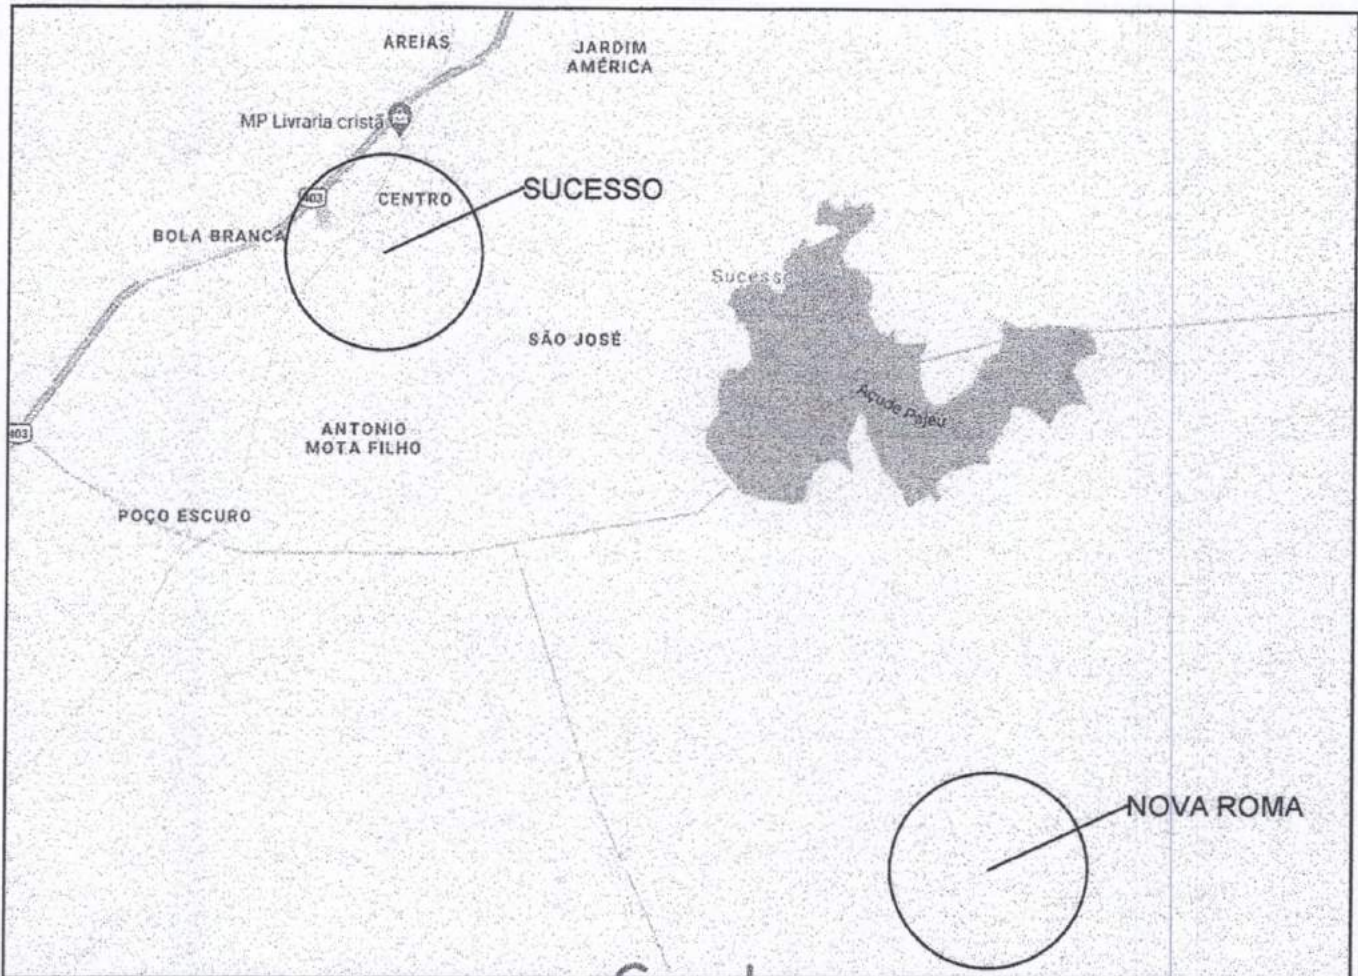 AREIAS
JARDIM
AMÉRICA
MP Livraria cristã
403
CENTRO
SUCESSO
BOLA BRANCA
Sucess
SÃO JOSÉ
Açude Pajeú
403
ANTONIO
MOTA FILHO
POÇO ESCURO
NOVA ROMA